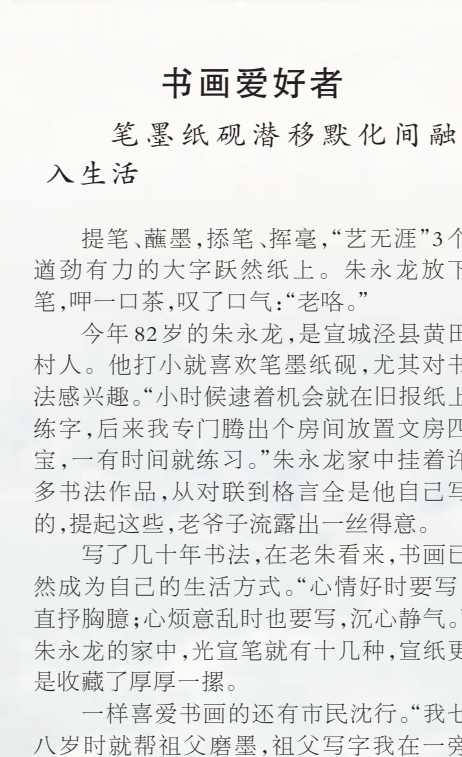 书画爱好者
笔墨纸砚潜移默化间融
入生活
提笔、蘸墨，掭笔、挥毫，“艺无涯”3个
遒劲有力的大字跃然纸上。朱永龙放下
笔，呷一口茶，叹了口气：“老咯。”
今年82岁的朱永龙，是宣城泾县黄田
村人。他打小就喜欢笔墨纸砚，尤其对书
法感兴趣。“小时候逮着机会就在旧报纸上
练字，后来我专门腾出个房间放置文房四
宝，一有时间就练习。”朱永龙家中挂着许
多书法作品，从对联到格言全是他自己写
的，提起这些，老爷子流露出一丝得意。
写了几十年书法，在老朱看来，书画已
然成为自己的生活方式。“心情好时要写，
直抒胸臆；心烦意乱时也要写，沉心静气。”
朱永龙的家中，光宣笔就有十几种，宣纸更
是收藏了厚厚一摞。
一样喜爱书画的还有市民沈行。“我七
八岁时就帮祖父磨墨，祖父写字我在一旁